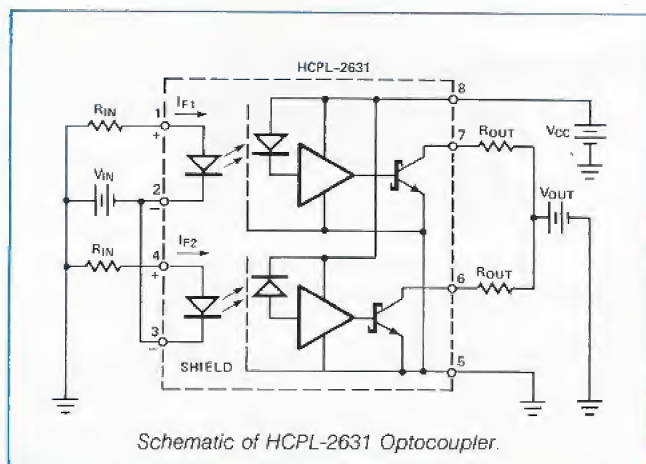 HCPL-2631
8
RIN
1
IF1
+
7
ROUT
VCC
VIN
2
−
VOUT
RIN
4
IF2
+
6
ROUT
3
−
SHIELD
5
Schematic of HCPL-2631 Optocoupler.